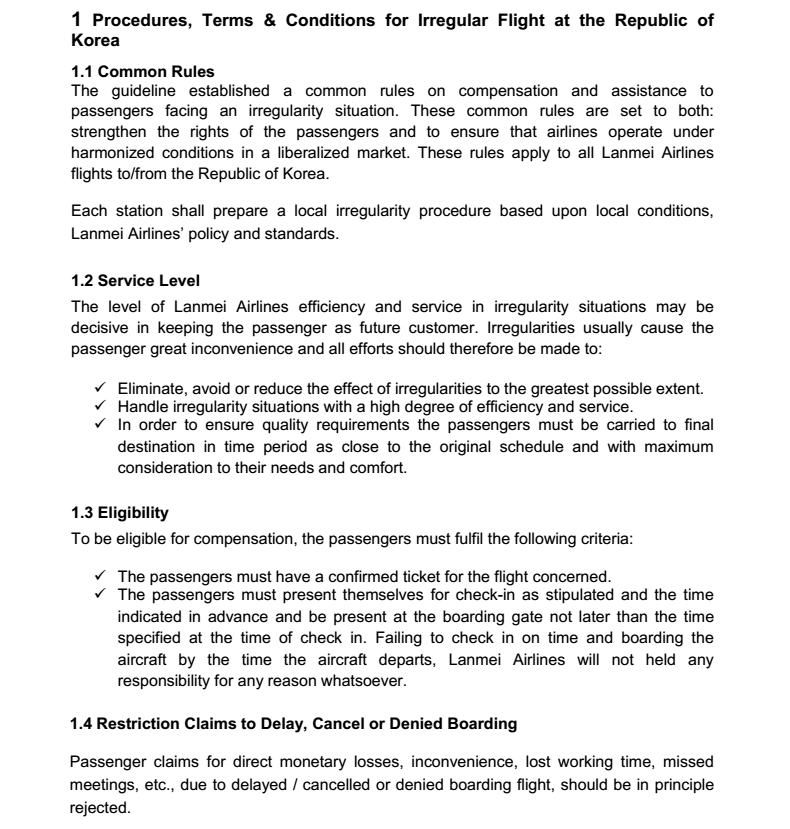 1 Procedures, Terms & Conditions for Irregular Flight at the Republic of
Korea
1.1 Common Rules
The guideline established a common rules on compensation and assistance to
passengers facing an irregularity situation. These common rules are set to both:
strengthen the rights of the passengers and to ensure that airlines operate under
harmonized conditions in a liberalized market. These rules apply to all Lanmei Airlines
flights to/from the Republic of Korea.
Each station shall prepare a local irregularity procedure based upon local conditions,
Lanmei Airlines' policy and standards.
1.2 Service Level
The level of Lanmei Airlines efficiency and service in irregularity situations may be
decisive in keeping the passenger as future customer. Irregularities usually cause the
passenger great inconvenience and all efforts should therefore be made to:
✓ Eliminate, avoid or reduce the effect of irregularities to the greatest possible extent.
✓ Handle irregularity situations with a high degree of efficiency and service.
✓ In order to ensure quality requirements the passengers must be carried to final
destination in time period as close to the original schedule and with maximum
consideration to their needs and comfort.
1.3 Eligibility
To be eligible for compensation, the passengers must fulfil the following criteria:
✓ The passengers must have a confirmed ticket for the flight concerned.
✓ The passengers must present themselves for check-in as stipulated and the time
indicated in advance and be present at the boarding gate not later than the time
specified at the time of check in. Failing to check in on time and boarding the
aircraft by the time the aircraft departs, Lanmei Airlines will not held any
responsibility for any reason whatsoever.
1.4 Restriction Claims to Delay, Cancel or Denied Boarding
Passenger claims for direct monetary losses, inconvenience, lost working time, missed
meetings, etc., due to delayed / cancelled or denied boarding flight, should be in principle
rejected.